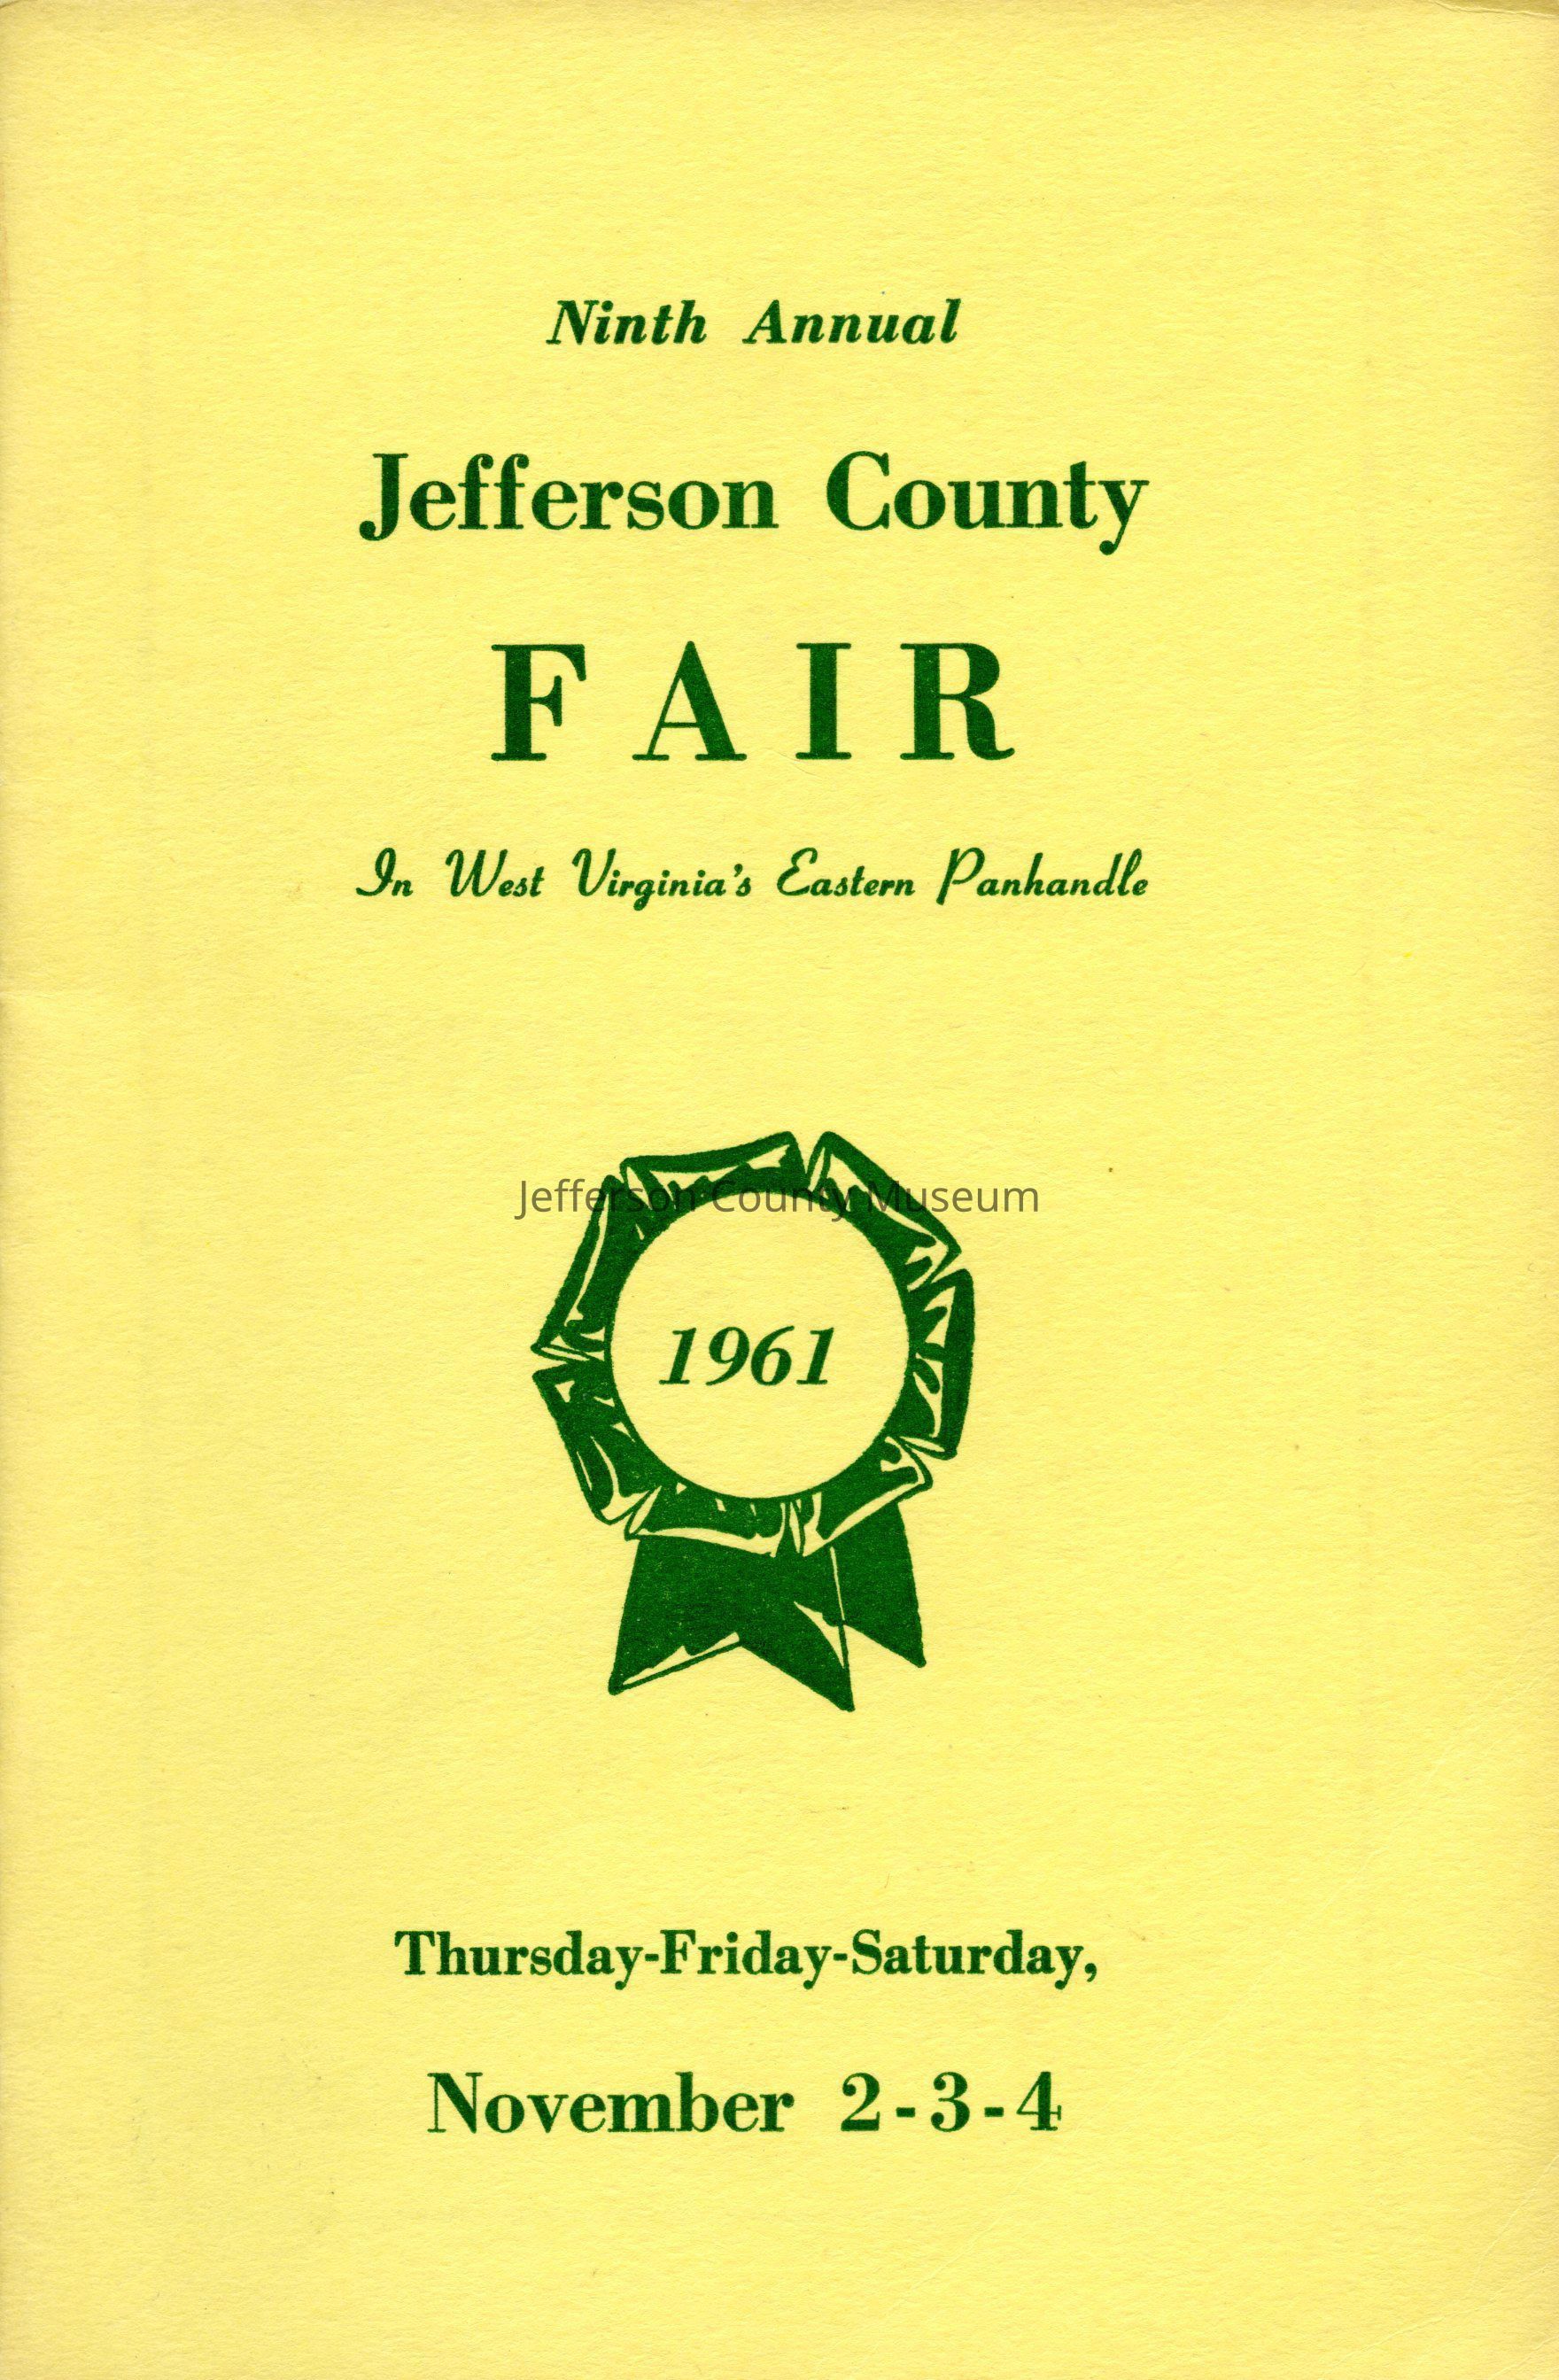 Ninth Annual
Jefferson County
FAIR
In West Virginia's Eastern Panhandle
Jefferson County Museum
1961
Thursday-Friday-Saturday,
November 2-3-4